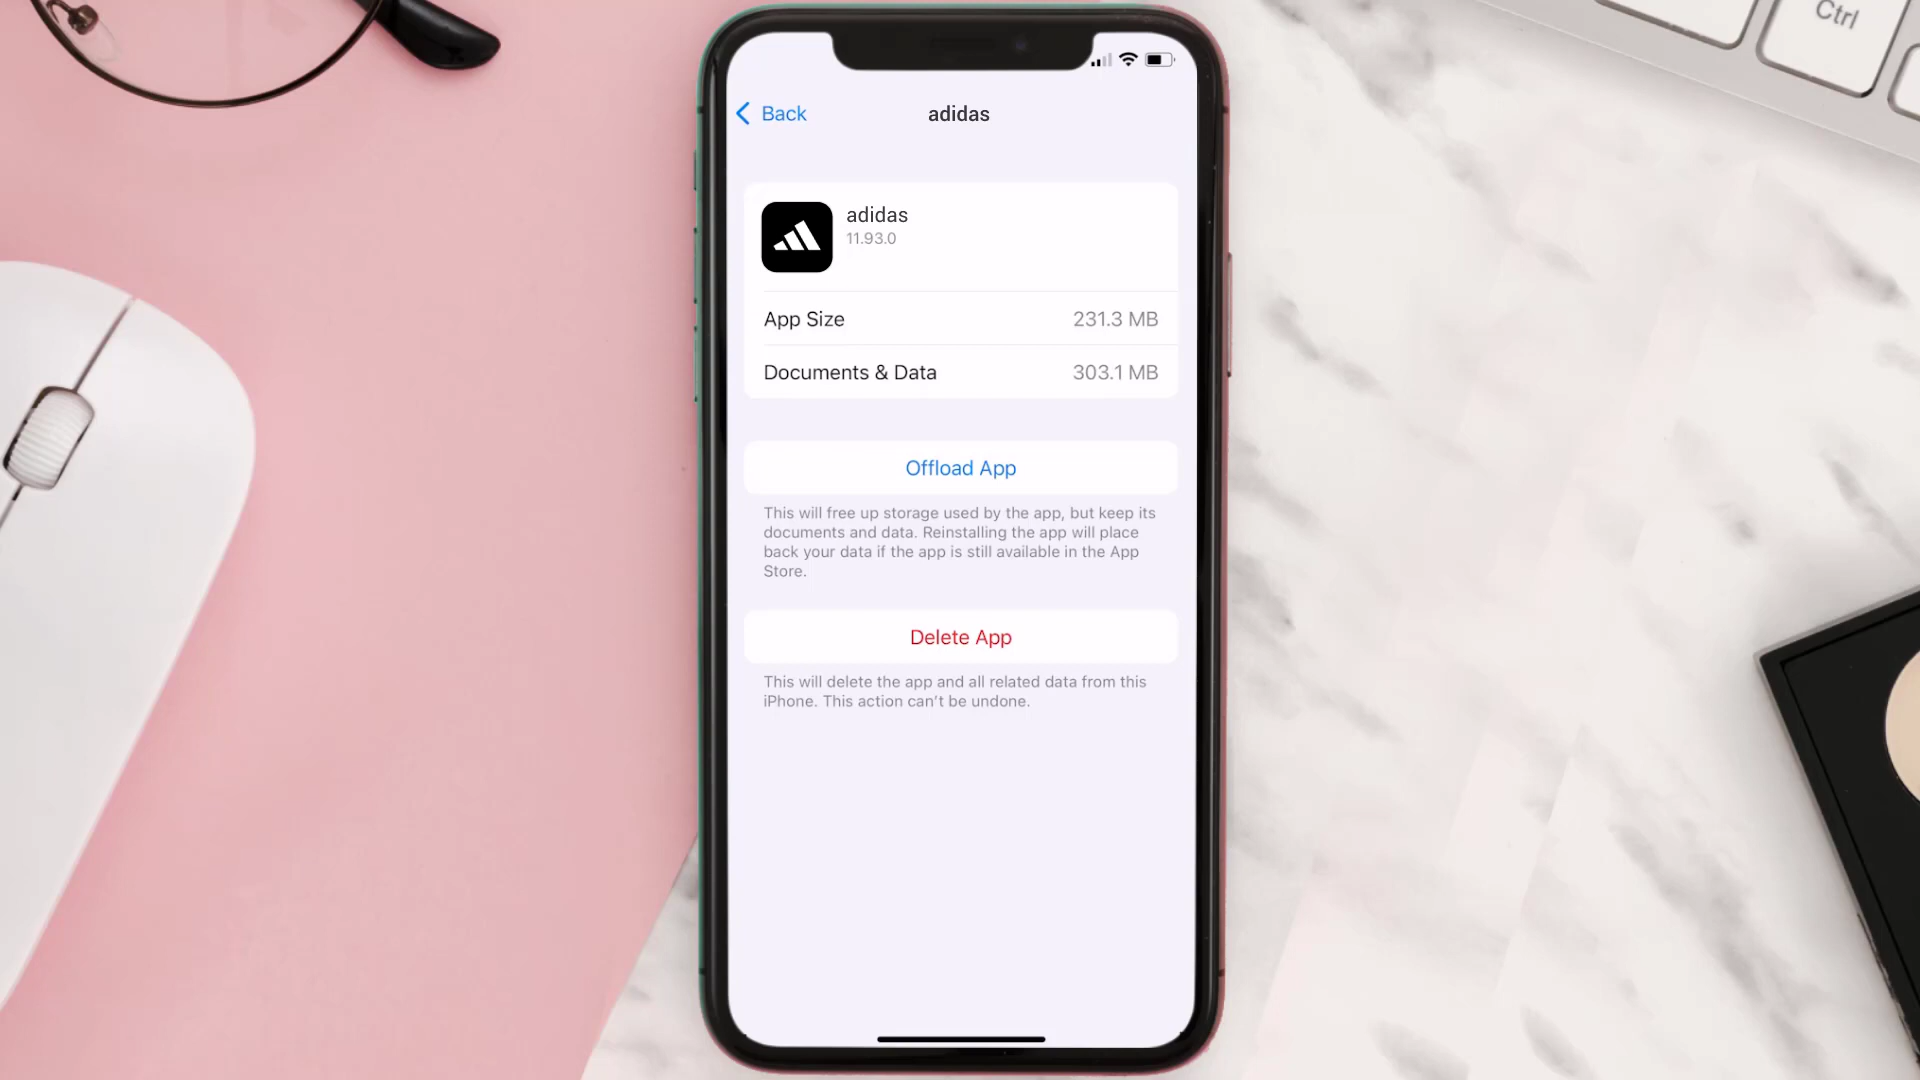 Ctrl
Back
adidas
adidas
11.93.0
App Size
231.3 MB
Documents & Data
303.1 MB
Offload App
This will free up storage used by the app, but keep its
documents and data. Reinstalling the app will place
back your data if the app is still available in the App
Store.
Delete App
This will delete the app and all related data from this
iPhone. This action can't be undone.